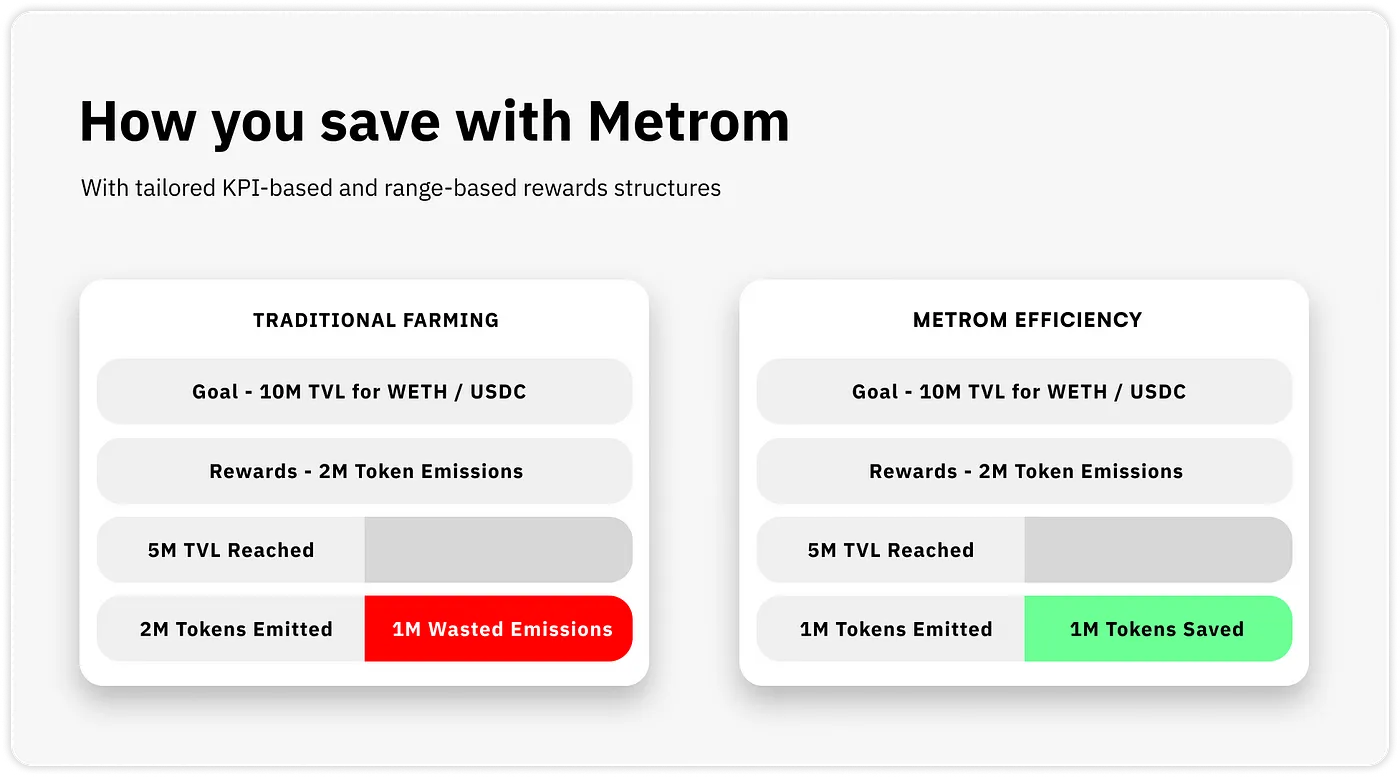 How you save with Metrom
With tailored KPI-based and range-based rewards structures
TRADITIONAL FARMING
Goal - 10M TVL for WETH / USDC
Rewards - 2M Token Emissions
5M TVL Reached
2M Tokens Emitted
1M Wasted Emissions
METROM EFFICIENCY
Goal - 10M TVL for WETH / USDC
Rewards - 2M Token Emissions
5M TVL Reached
1M Tokens Emitted
1M Tokens Saved